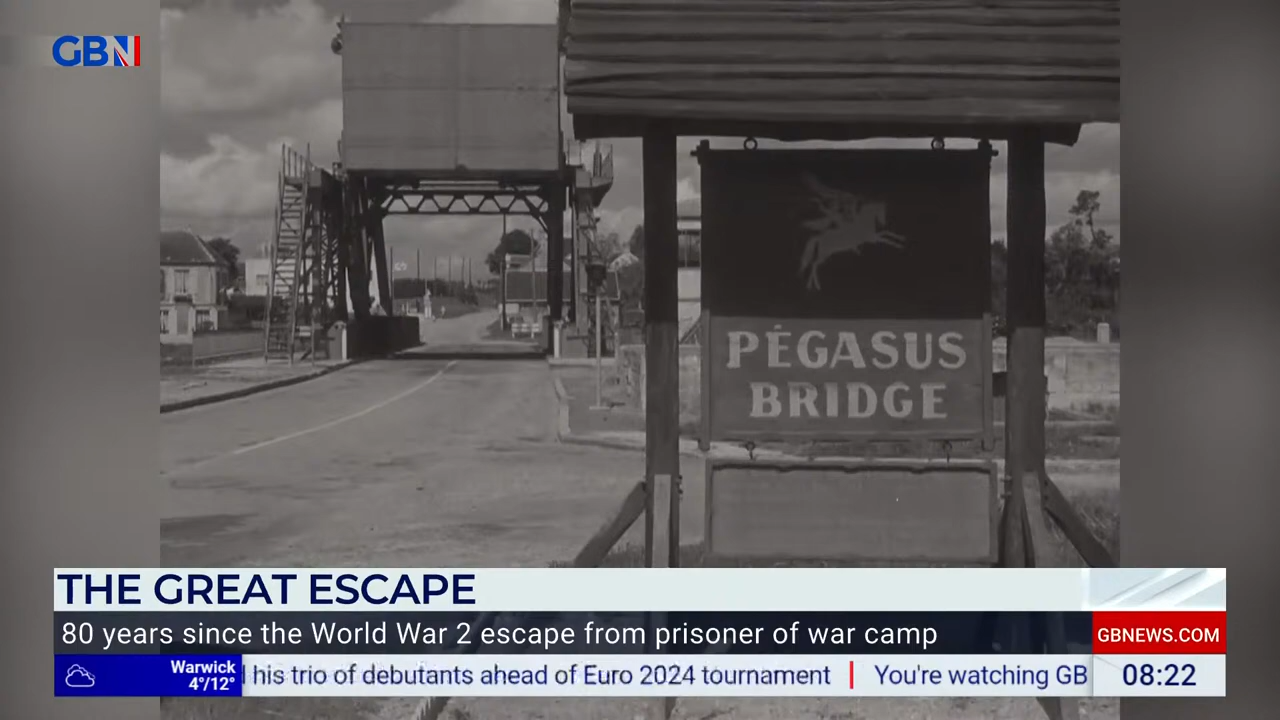 GBN
PÉGASUS
BRIDGE
THE GREAT ESCAPE
80 years since the World War 2 escape from prisoner of war camp
GBNEWS.COM
Warwick
4°/12°
his trio of debutants ahead of Euro 2024 tournament | You're watching GB
08:22